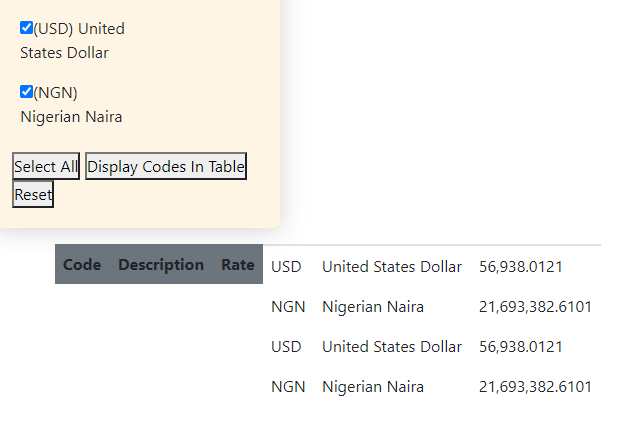 (USD) United
States Dollar
(NGN)
Nigerian Naira
Select All Display Codes In Table
Reset
Code Description Rate
USD United States Dollar 56,938.0121
NGN Nigerian Naira 21,693,382.6101
USD United States Dollar 56,938.0121
NGN Nigerian Naira 21,693,382.6101